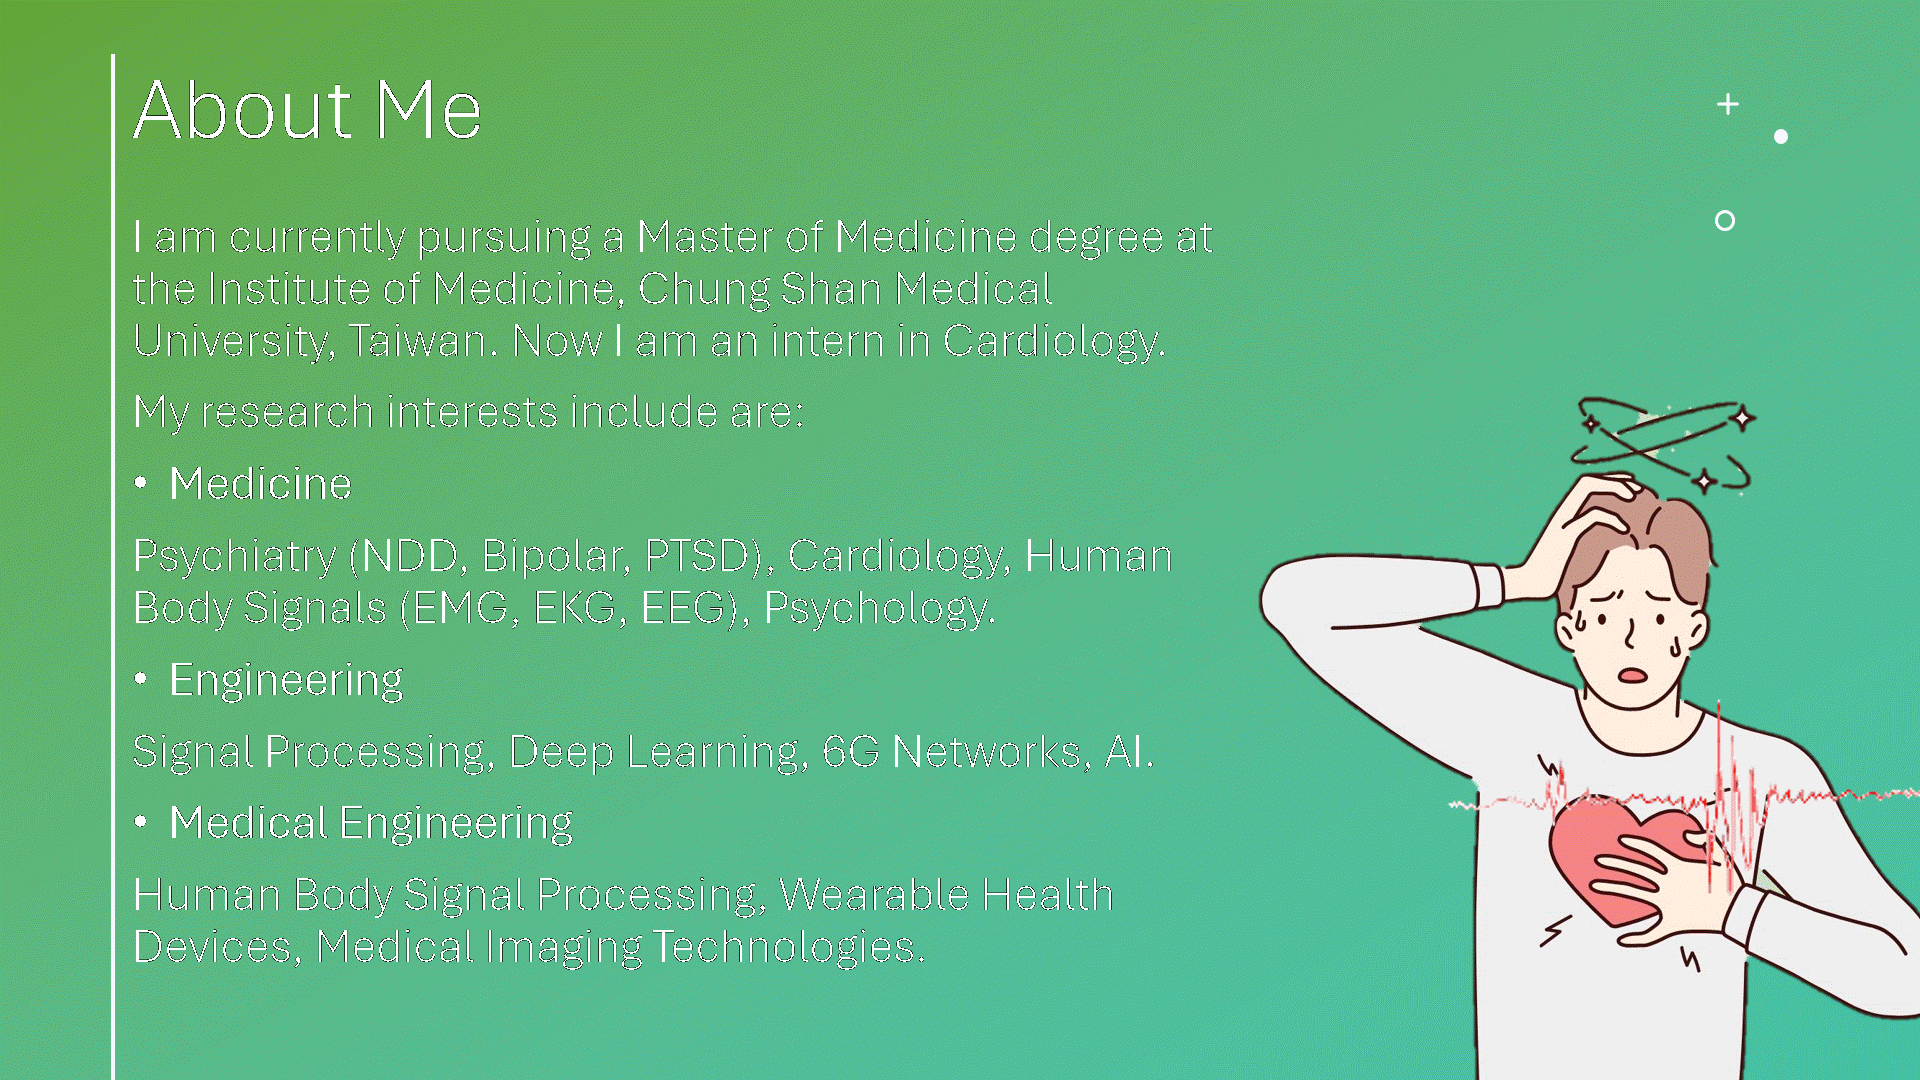 About Me
I am currently pursuing a Master of Medicine degree at
the Institute of Medicine, Chung Shan Medical
University, Taiwan. Now I am an intern in Cardiology.
My research interests include are:
• Medicine
Psychiatry (NDD, Bipolar, PTSD), Cardiology, Human
Body Signals (EMG, EKG, EEG), Psychology.
• Engineering
Signal Processing, Deep Learning, 6G Networks, AI.
• Medical Engineering
Human Body Signal Processing, Wearable Health
Devices, Medical Imaging Technologies.